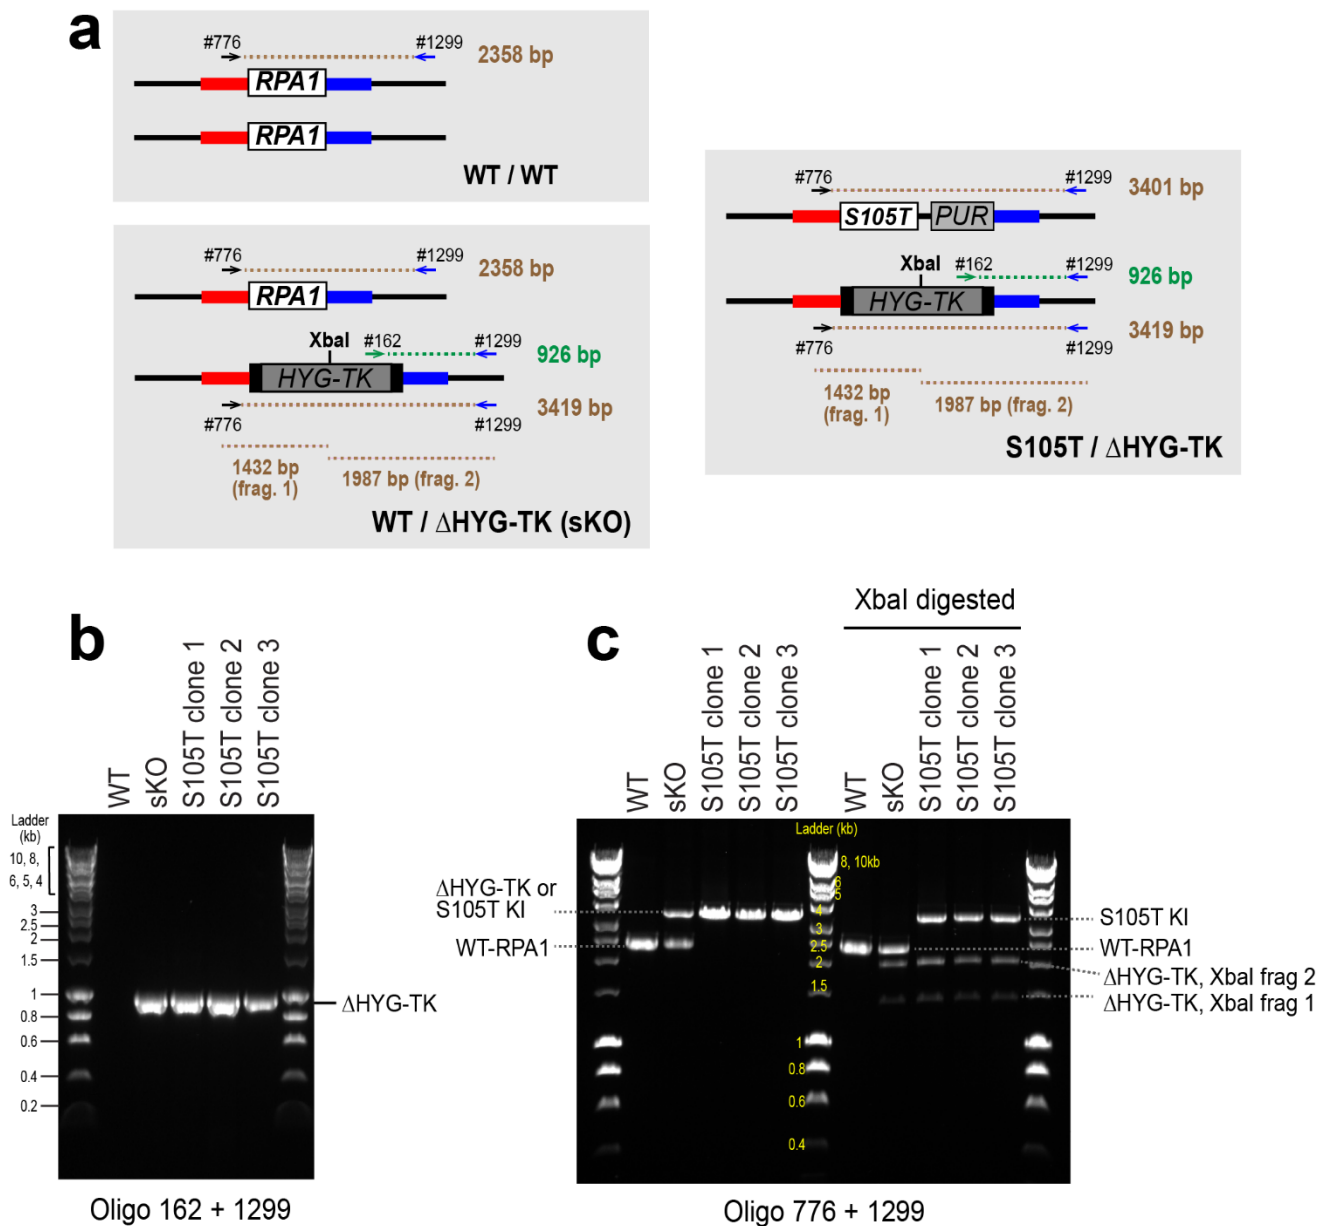 a
#776
#1299
2358 bp
RPA1
RPA1
WT / WT
#776
#1299
2358 bp
RPA1
XbaI
#162
#1299
926 bp
HYG-TK
3419 bp
#776
#1299
1432 bp
(frag. 1)
1987 bp (frag. 2)
WT / ΔHYG-TK (sKO)
#776
#1299
3401 bp
S105T
PUR
XbaI
#162
#1299
926 bp
HYG-TK
3419 bp
#776
#1299
1432 bp
(frag. 1)
1987 bp (frag. 2)
S105T / ΔHYG-TK
b
WT
sKO
S105T clone 1
S105T clone 2
S105T clone 3
Ladder
(kb)
10, 8,
6, 5, 4
3
2.5
2
1.5
1
0.8
0.6
0.4
0.2
ΔHYG-TK
Oligo 162 + 1299
c
XbaI digested
WT
sKO
S105T clone 1
S105T clone 2
S105T clone 3
WT
sKO
S105T clone 1
S105T clone 2
S105T clone 3
Ladder (kb)
8, 10kb
6
5
4
3
2.5
2
1.5
1
0.8
0.6
0.4
ΔHYG-TK or
S105T KI
WT-RPA1
S105T KI
WT-RPA1
ΔHYG-TK, XbaI frag 2
ΔHYG-TK, XbaI frag 1
Oligo 776 + 1299